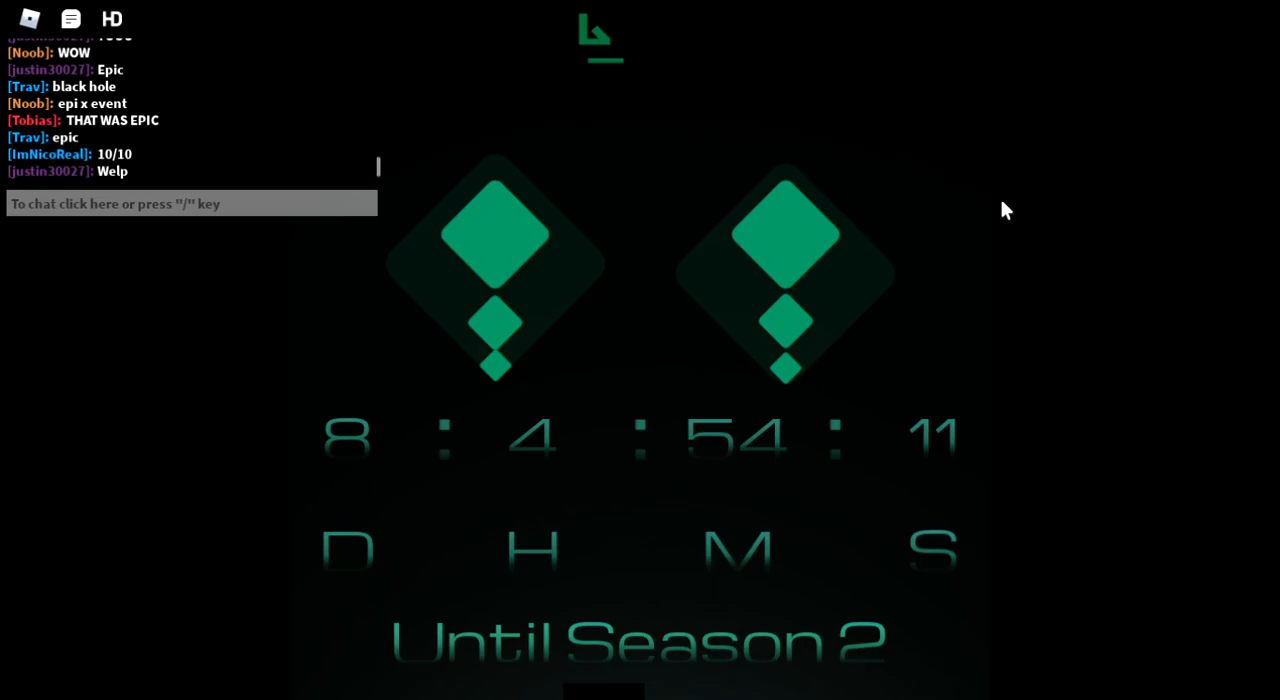 HD
[Noob]: WOW
[justin30027]: Epic
[Trav]: black hole
[Noob]: epi x event
[Tobias]: THAT WAS EPIC
[Trav]: epic
[ImNicoReal]: 10/10
[justin30027]: Welp
To chat click here or press "/" key
8 : 4 : 54 : 11
D H M S
Until Season 2